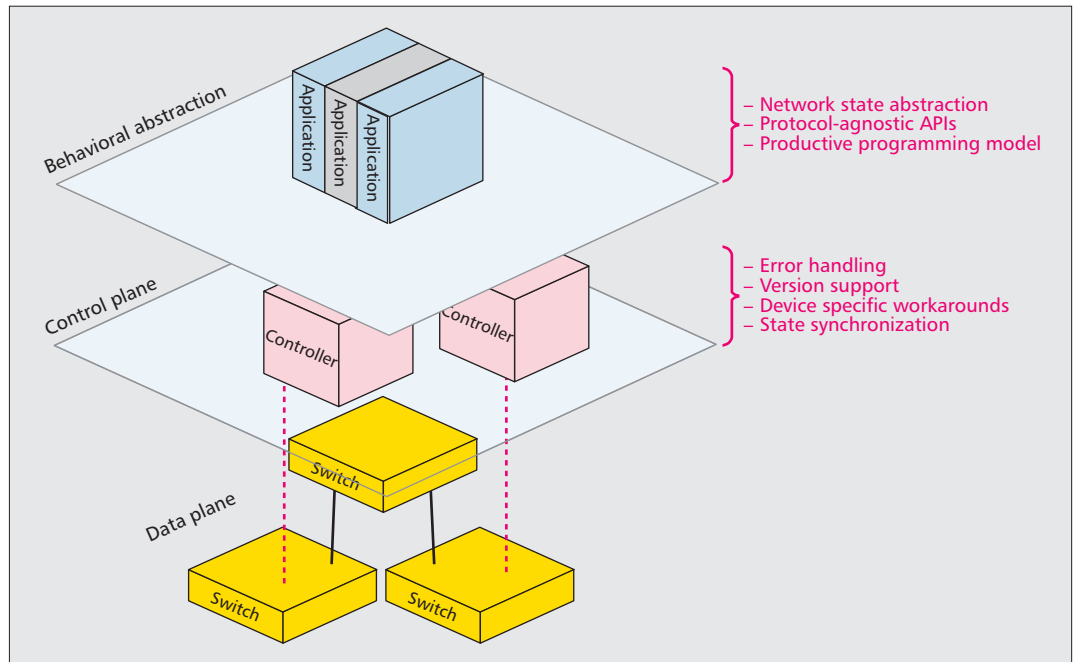 Behavioral abstraction
Application
Application
Application
– Network state abstraction
– Protocol-agnostic APIs
– Productive programming model
Control plane
Controller
Controller
– Error handling
– Version support
– Device specific workarounds
– State synchronization
Data plane
Switch
Switch
Switch